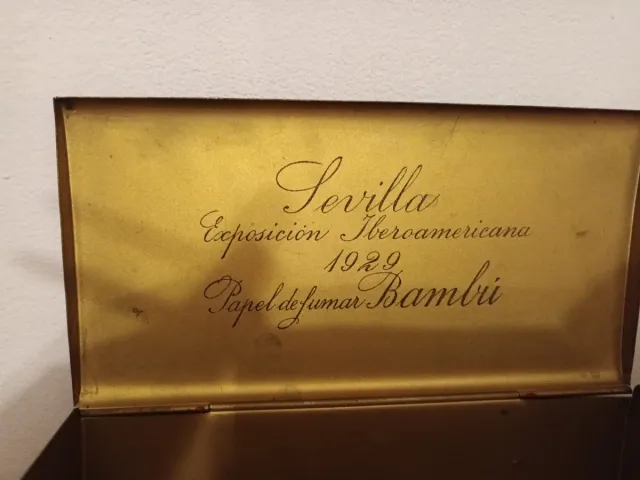 Sevilla
Exposición Iberoamericana
1929
Papel de fumar Bambú